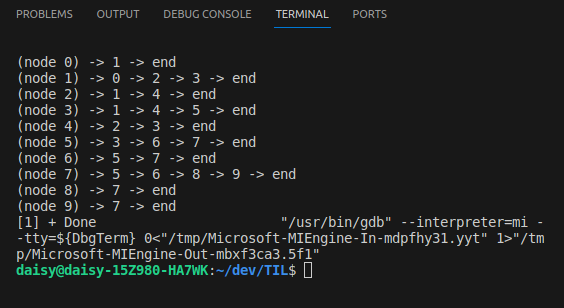 PROBLEMS OUTPUT DEBUG CONSOLE TERMINAL PORTS
(node 0) -> 1 -> end
(node 1) -> 0 -> 2 -> 3 -> end
(node 2) -> 1 -> 4 -> end
(node 3) -> 1 -> 4 -> 5 -> end
(node 4) -> 2 -> 3 -> end
(node 5) -> 3 -> 6 -> 7 -> end
(node 6) -> 5 -> 7 -> end
(node 7) -> 5 -> 6 -> 8 -> 9 -> end
(node 8) -> 7 -> end
(node 9) -> 7 -> end
[1] + Done                       "/usr/bin/gdb" --interpreter=mi -
-tty=${DbgTerm} 0<"/tmp/Microsoft-MIEngine-In-mdpfhy31.yyt" 1>"/tm
p/Microsoft-MIEngine-Out-mbxf3ca3.5f1"
daisy@daisy-15Z980-HA7WK:~/dev/TIL$